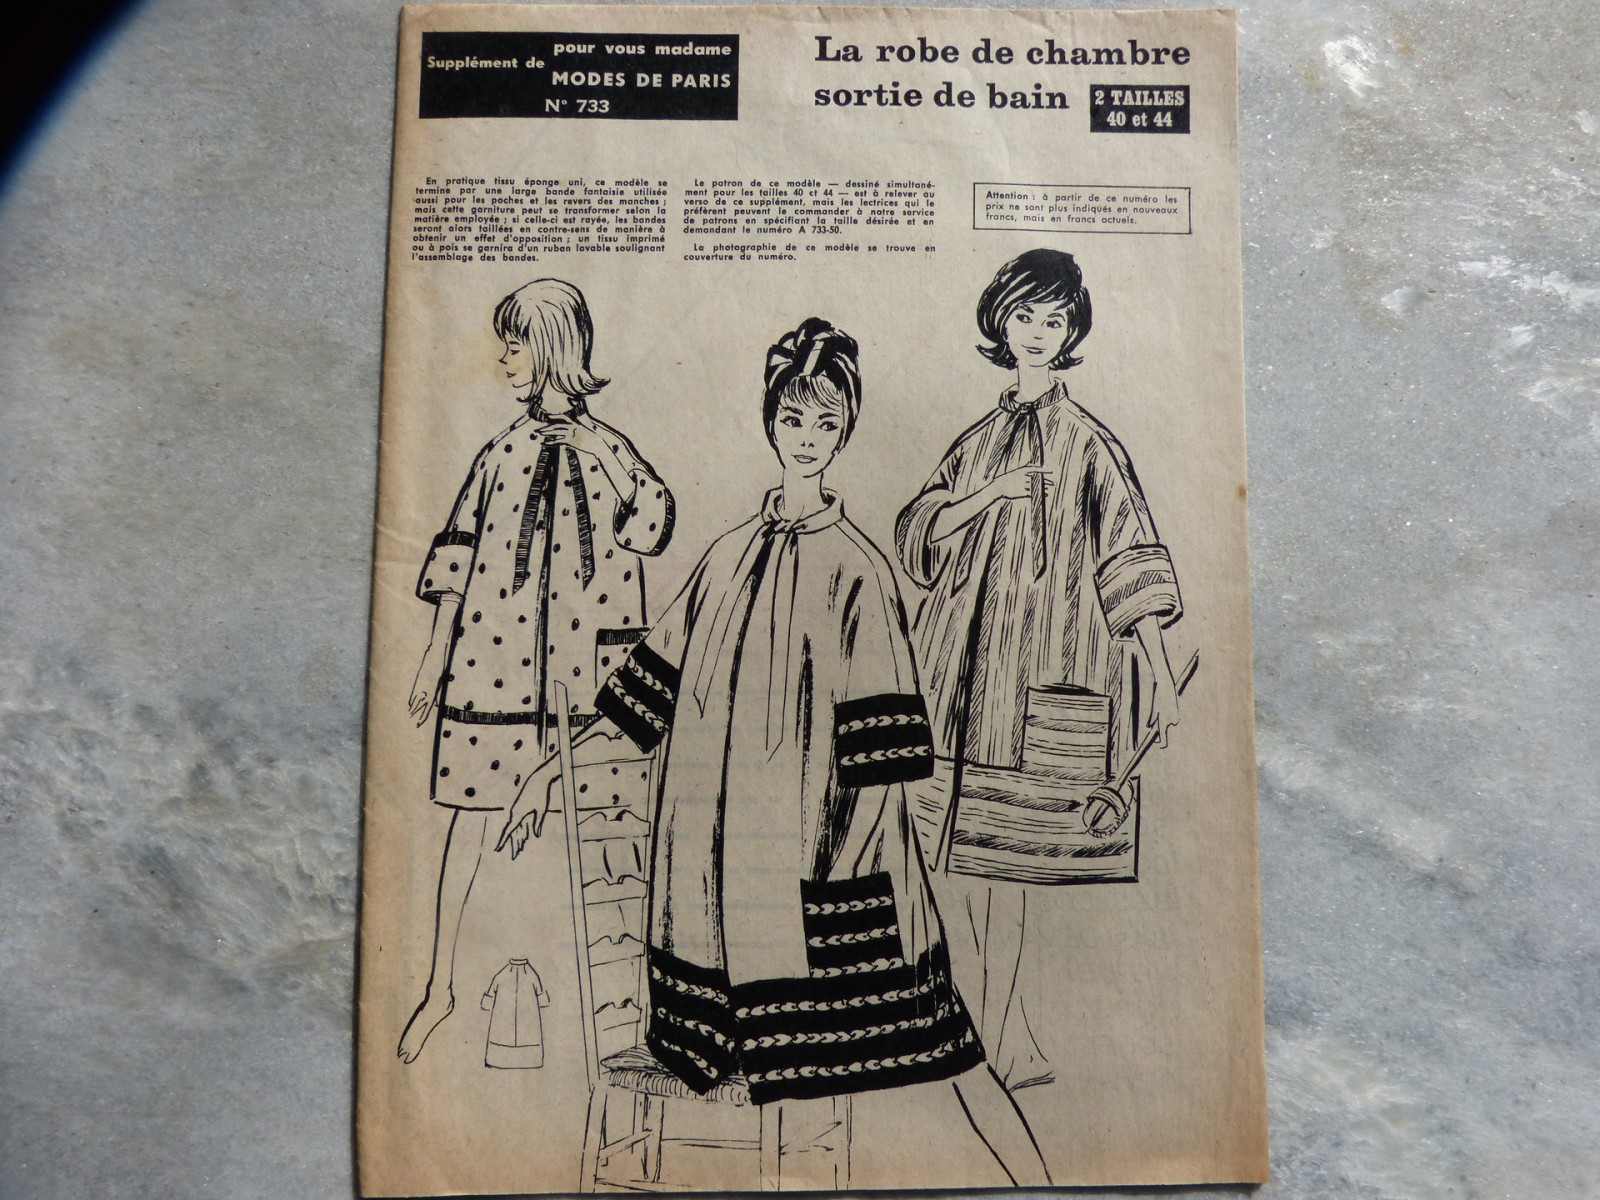 Supplément de
pour vous madame
MODES DE PARIS
N° 733
La robe de chambre
sortie de bain
2 TAILLES
40 et 44
En pratique tissu éponge uni, ce modèle se
termine par une large bande fantaisie utilisée
aussi pour les poches et les revers des manches ;
mais cette garniture peut se transformer selon la
matière employée ; si celle-ci est rayée, les bandes
seront alors taillées en contre-sens de manière à
obtenir un effet d'opposition ; un tissu imprimé
ou à pois se garnira d'un ruban lavable soulignant
l'assemblage des bandes.
Le patron de ce modèle — dessiné simultané-
ment pour les tailles 40 et 44 — est à relever au
verso de ce supplément, mais les lectrices qui le
préfèrent peuvent le commander à notre service
de patrons en spécifiant la taille désirée et en
demandant le numéro A 733-50.
La photographie de ce modèle se trouve en
couverture du numéro.
Attention : à partir de ce numéro les
prix ne sont plus indiqués en nouveaux
francs, mais en francs actuels.